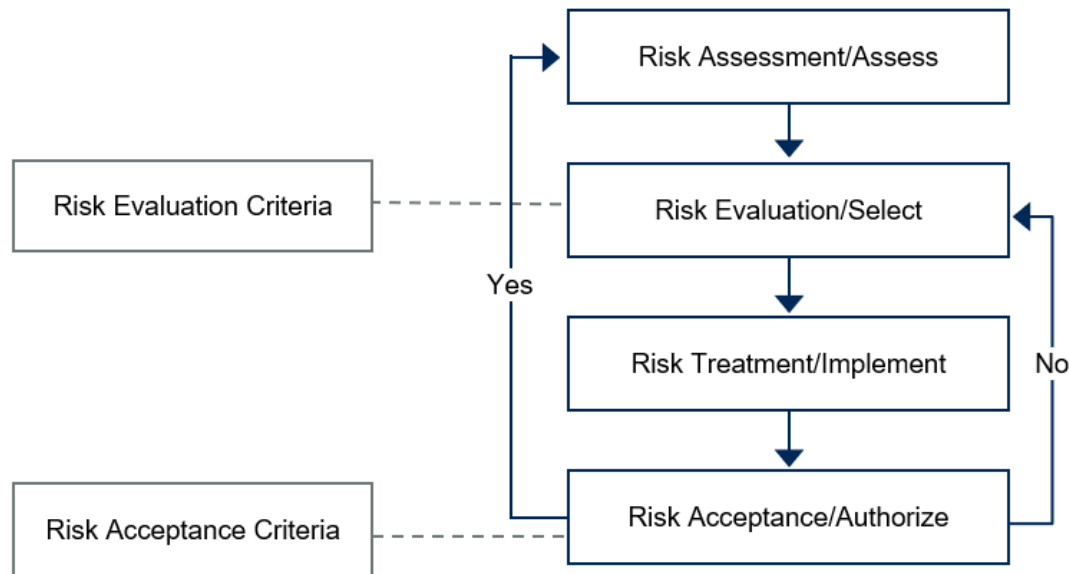 Risk Assessment/Assess
Risk Evaluation Criteria
Risk Evaluation/Select
Yes
Risk Treatment/Implement
No
Risk Acceptance Criteria
Risk Acceptance/Authorize